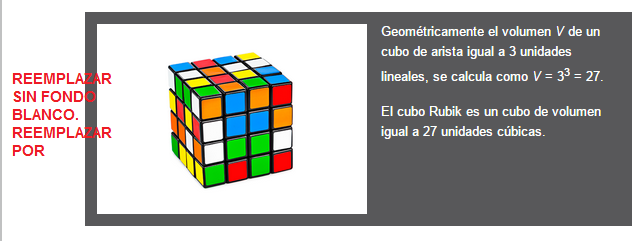 REEMPLAZAR
SIN FONDO
BLANCO.
REEMPLAZAR
POR
Geométricamente el volumen V de un
cubo de arista igual a 3 unidades
lineales, se calcula como V = 3³ = 27.
El cubo Rubik es un cubo de volumen
igual a 27 unidades cúbicas.